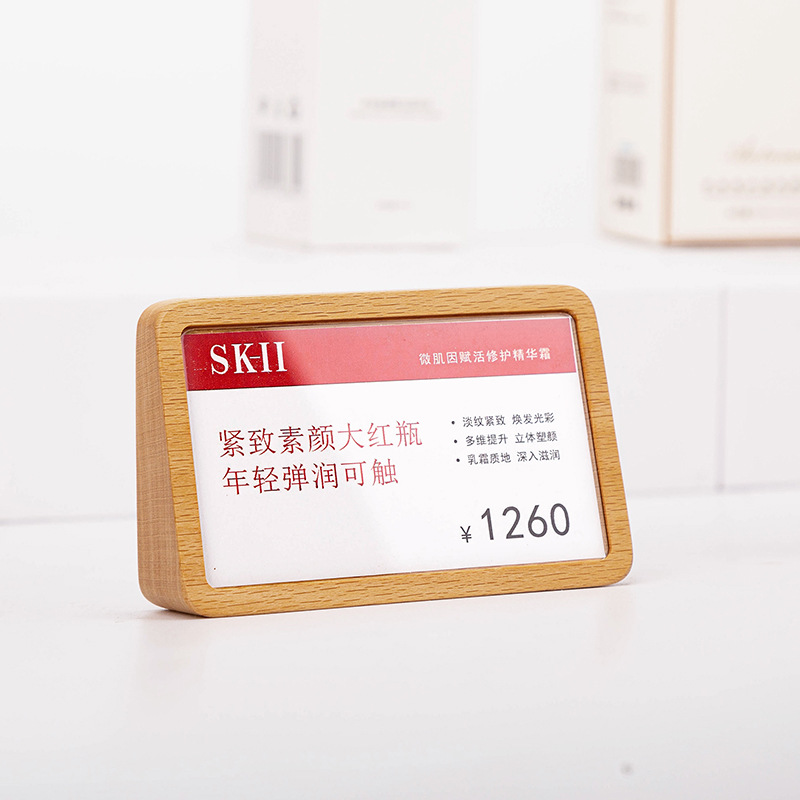 SK-II
微肌因赋活修护精华霜
紧致素颜大红瓶
年轻弹润可触
• 淡纹紧致 焕发光彩
• 多维提升 立体塑颜
• 乳霜质地 深入滋润
¥1260